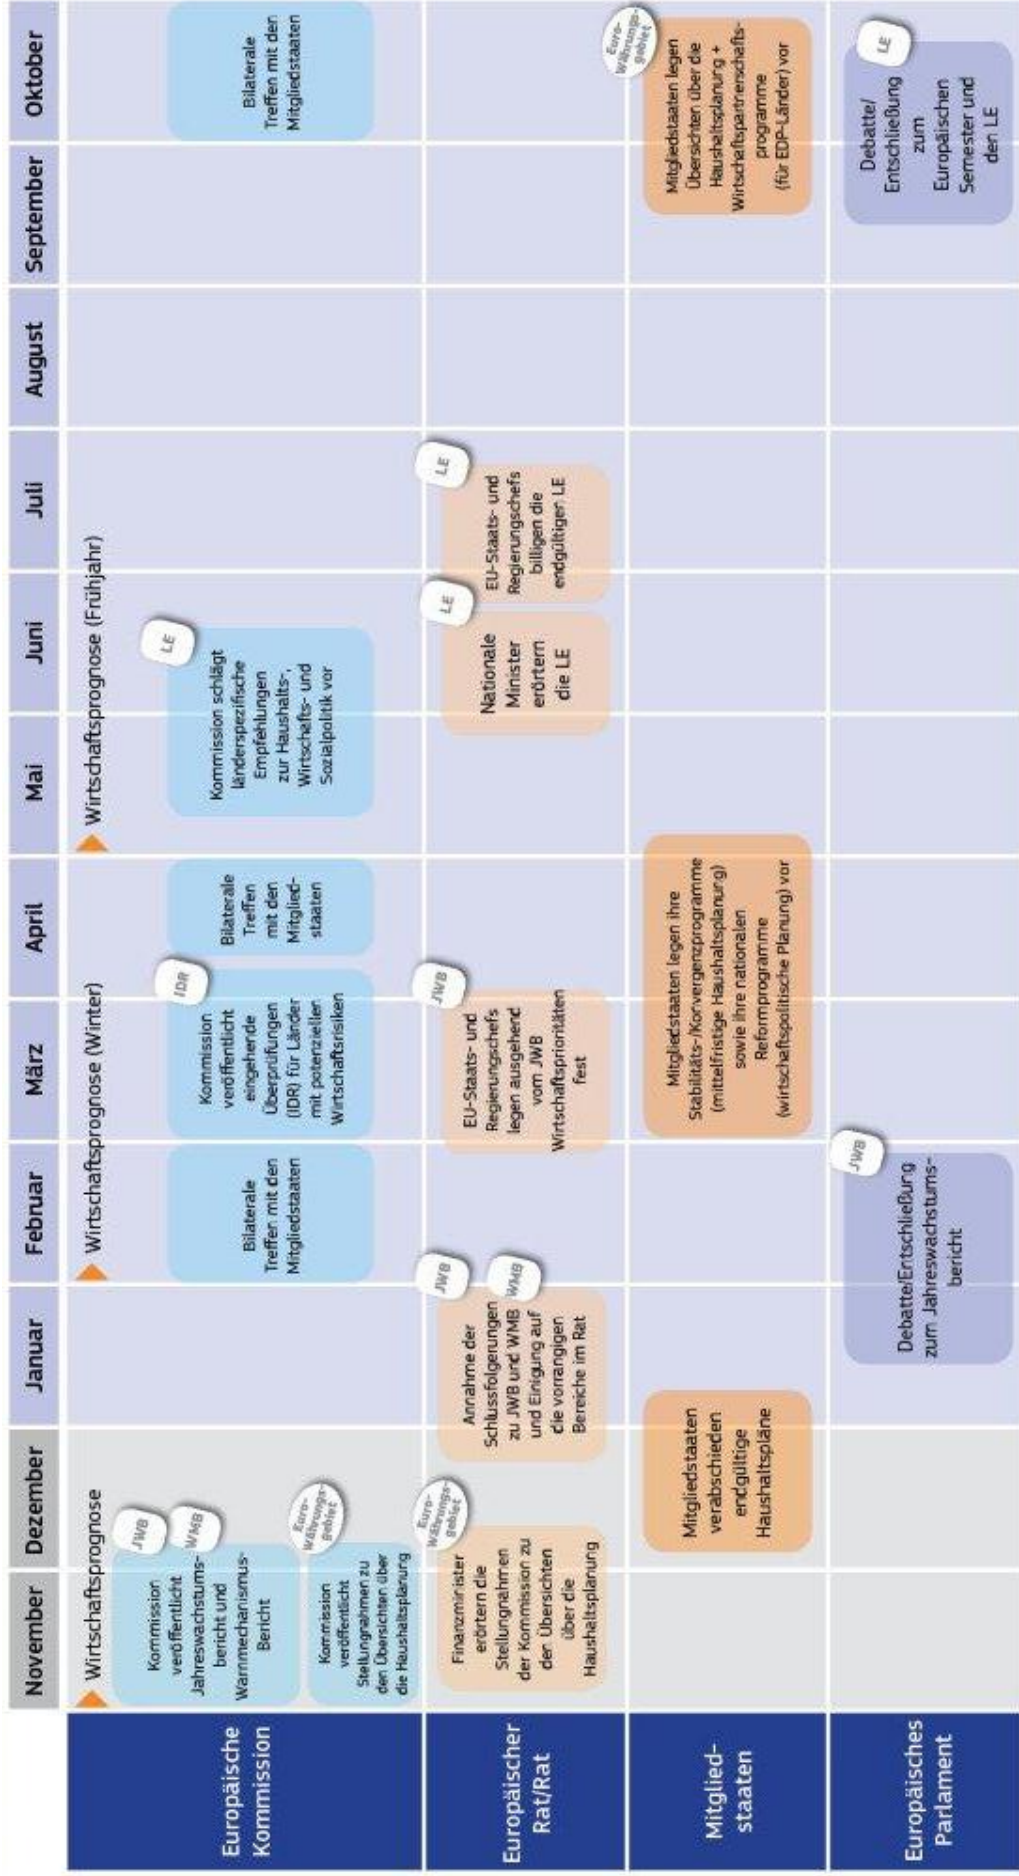 November
Dezember
Januar
Februar
März
April
Mai
Juni
Juli
August
September
Oktober
Europäische
Kommission
Wirtschaftsprognose
Wirtschaftsprognose (Winter)
Wirtschaftsprognose (Frühjahr)
Kommission
veröffentlicht
Jahreswachstums-
bericht und
Warnmechanismus-
Bericht
JWB
WMB
Kommission
veröffentlicht
Stellungnahmen zu
den Übersichten über
die Haushaltsplanung
Euro-
Währungs-
gebiet
Bilaterale
Treffen mit den
Mitgliedstaaten
Kommission
veröffentlicht
eingehende
Überprüfungen
(IDR) für Länder
mit potenziellen
Wirtschaftsrisiken
IDR
Bilaterale
Treffen
mit den
Mitglied-
staaten
Kommission schlägt
länderspezifische
Empfehlungen
zur Haushalts-,
Wirtschafts- und
Sozialpolitik vor
LE
Bilaterale
Treffen mit den
Mitgliedstaaten
Europäischer
Rat/Rat
Finanzminister
erörtern die
Stellungnahmen
der Kommission zu
den Übersichten
über die
Haushaltsplanung
Euro-
Währungs-
gebiet
Annahme der
Schlussfolgerungen
zu JWB und WMB
und Einigung auf
die vorrangigen
Bereiche im Rat
JWB
WMB
EU-Staats- und
Regierungschefs
legen ausgehend
vom JWB
Wirtschaftsprioritäten
fest
JWB
Nationale
Minister
erörtern
die LE
LE
EU-Staats- und
Regierungschefs
billigen die
endgültigen LE
LE
Mitglied-
staaten
Mitgliedstaaten
verabschieden
endgültige
Haushaltspläne
Mitgliedstaaten legen ihre
Stabilitäts-/Konvergenzprogramme
(mittelfristige Haushaltsplanung)
sowie ihre nationalen
Reformprogramme
(wirtschaftspolitische Planung) vor
Mitgliedstaaten legen
Übersichten über die
Haushaltsplanung +
Wirtschaftspartnerschafts-
programme
(für EDP-Länder) vor
Euro-
Währungs-
gebiet
Europäisches
Parlament
Debatte/Entschließung
zum Jahreswachstums-
bericht
JWB
Debatte/
Entschließung
zum
Europäischen
Semester und
den LE
LE